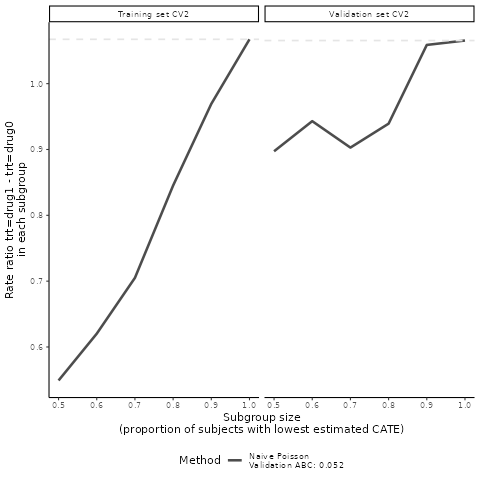 Training set CV2
Validation set CV2
Rate ratio trt=drug1 - trt=drug0
in each subgroup
1.0
0.9
0.8
0.7
0.6
0.5 0.6 0.7 0.8 0.9 1.0
0.5 0.6 0.7 0.8 0.9 1.0
Subgroup size
(proportion of subjects with lowest estimated CATE)
Method
Naive Poisson
Validation ABC: 0.052